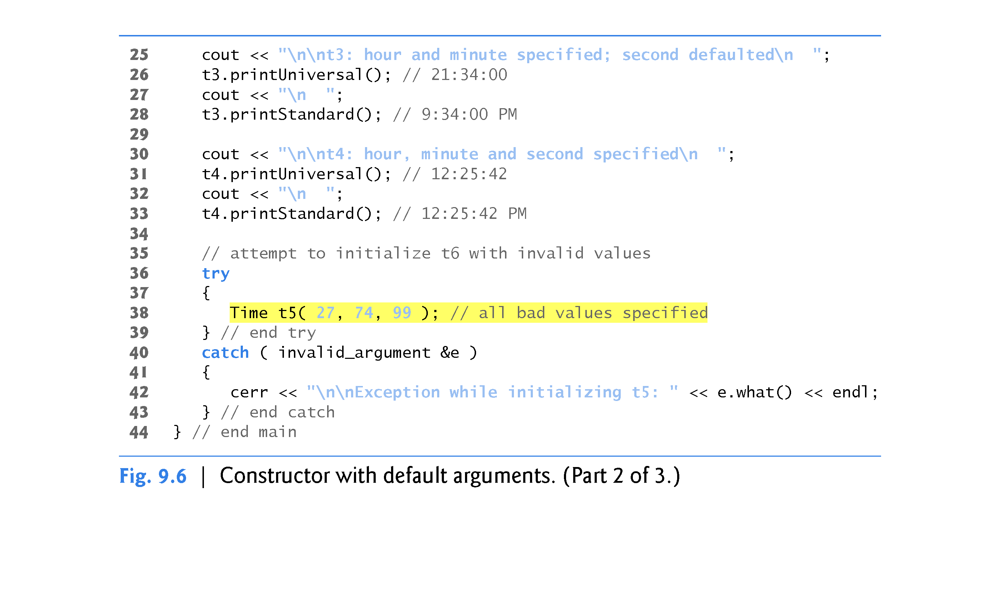 25 cout << "\n\nt3: hour and minute specified; second defaulted\n  ";
26 t3.printUniversal(); // 21:34:00
27 cout << "\n  ";
28 t3.printStandard(); // 9:34:00 PM
29
30 cout << "\n\nt4: hour, minute and second specified\n  ";
31 t4.printUniversal(); // 12:25:42
32 cout << "\n  ";
33 t4.printStandard(); // 12:25:42 PM
34
35 // attempt to initialize t6 with invalid values
36 try
37 {
38 Time t5( 27, 74, 99 ); // all bad values specified
39 } // end try
40 catch ( invalid_argument &e )
41 {
42 cerr << "\n\nException while initializing t5: " << e.what() << endl;
43 } // end catch
44 } // end main
Fig. 9.6 | Constructor with default arguments. (Part 2 of 3.)